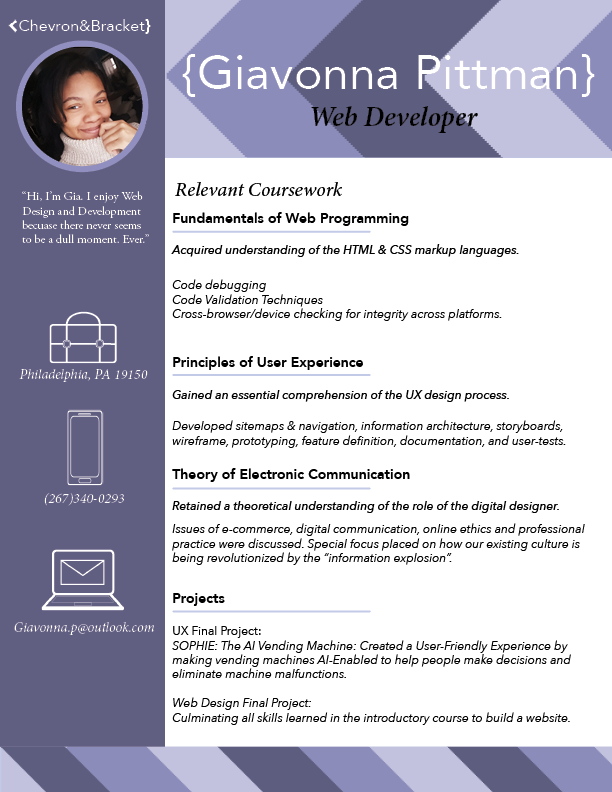 <Chevron&Bracket}
{Giavonna Pittman}
Web Developer
“Hi, I’m Gia. I enjoy Web
Design and Development
becuase there never seems
to be a dull moment. Ever.”
Philadelphia, PA 19150
(267)340-0293
Giavonna.p@outlook.com
Relevant Coursework
Fundamentals of Web Programming
Acquired understanding of the HTML & CSS markup languages.
Code debugging
Code Validation Techniques
Cross-browser/device checking for integrity across platforms.
Principles of User Experience
Gained an essential comprehension of the UX design process.
Developed sitemaps & navigation, information architecture, storyboards,
wireframe, prototyping, feature definition, documentation, and user-tests.
Theory of Electronic Communication
Retained a theoretical understanding of the role of the digital designer.
Issues of e-commerce, digital communication, online ethics and professional
practice were discussed. Special focus placed on how our existing culture is
being revolutionized by the “information explosion”.
Projects
UX Final Project:
SOPHIE: The AI Vending Machine: Created a User-Friendly Experience by
making vending machines AI-Enabled to help people make decisions and
eliminate machine malfunctions.
Web Design Final Project:
Culminating all skills learned in the introductory course to build a website.